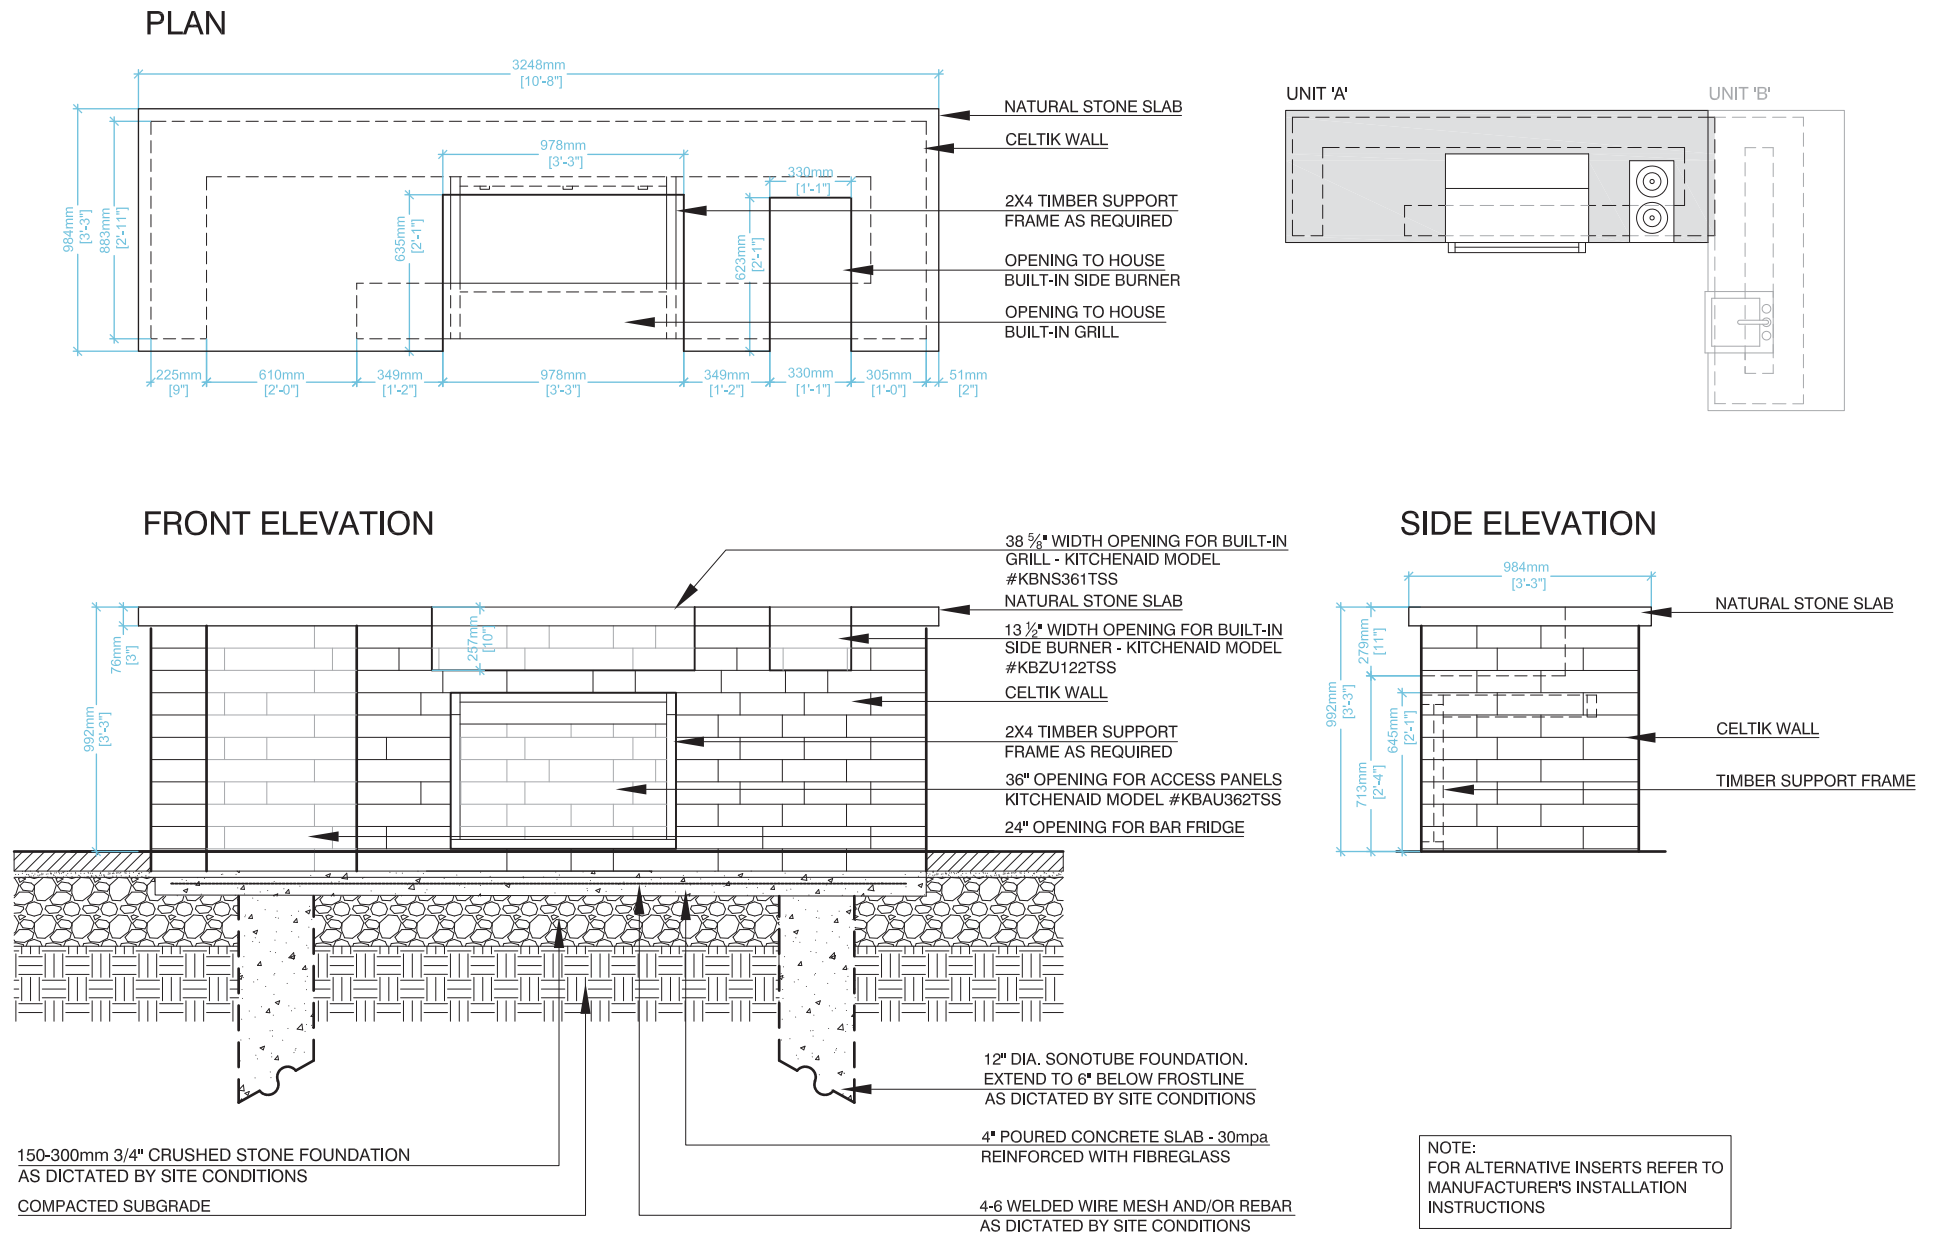 PLAN
3248mm
[10'-8"]
984mm
[3'-3"]
883mm
[2'-11"]
978mm
[3'-3"]
635mm
[2'-1"]
330mm
[1'-1"]
623mm
[2'-1"]
225mm
[9"]
610mm
[2'-0"]
349mm
[1'-2"]
978mm
[3'-3"]
349mm
[1'-2"]
330mm
[1'-1"]
305mm
[1'-0"]
51mm
[2"]
NATURAL STONE SLAB
CELTIK WALL
2X4 TIMBER SUPPORT
FRAME AS REQUIRED
OPENING TO HOUSE
BUILT-IN SIDE BURNER
OPENING TO HOUSE
BUILT-IN GRILL
UNIT 'A'
UNIT 'B'
FRONT ELEVATION
992mm
[3'-3"]
76mm
[3"]
257mm
[10"]
38 ⅝" WIDTH OPENING FOR BUILT-IN
GRILL - KITCHENAID MODEL
#KBNS361TSS
NATURAL STONE SLAB
13 ½" WIDTH OPENING FOR BUILT-IN
SIDE BURNER - KITCHENAID MODEL
#KBZU122TSS
CELTIK WALL
2X4 TIMBER SUPPORT
FRAME AS REQUIRED
36" OPENING FOR ACCESS PANELS
KITCHENAID MODEL #KBAU362TSS
24" OPENING FOR BAR FRIDGE
12" DIA. SONOTUBE FOUNDATION.
EXTEND TO 6" BELOW FROSTLINE
AS DICTATED BY SITE CONDITIONS
4" POURED CONCRETE SLAB - 30mpa
REINFORCED WITH FIBREGLASS
4-6 WELDED WIRE MESH AND/OR REBAR
AS DICTATED BY SITE CONDITIONS
150-300mm 3/4" CRUSHED STONE FOUNDATION
AS DICTATED BY SITE CONDITIONS
COMPACTED SUBGRADE
SIDE ELEVATION
984mm
[3'-3"]
992mm
[3'-3"]
279mm
[11"]
713mm
[2'-4"]
645mm
[2'-1"]
NATURAL STONE SLAB
CELTIK WALL
TIMBER SUPPORT FRAME
NOTE:
FOR ALTERNATIVE INSERTS REFER TO
MANUFACTURER'S INSTALLATION
INSTRUCTIONS